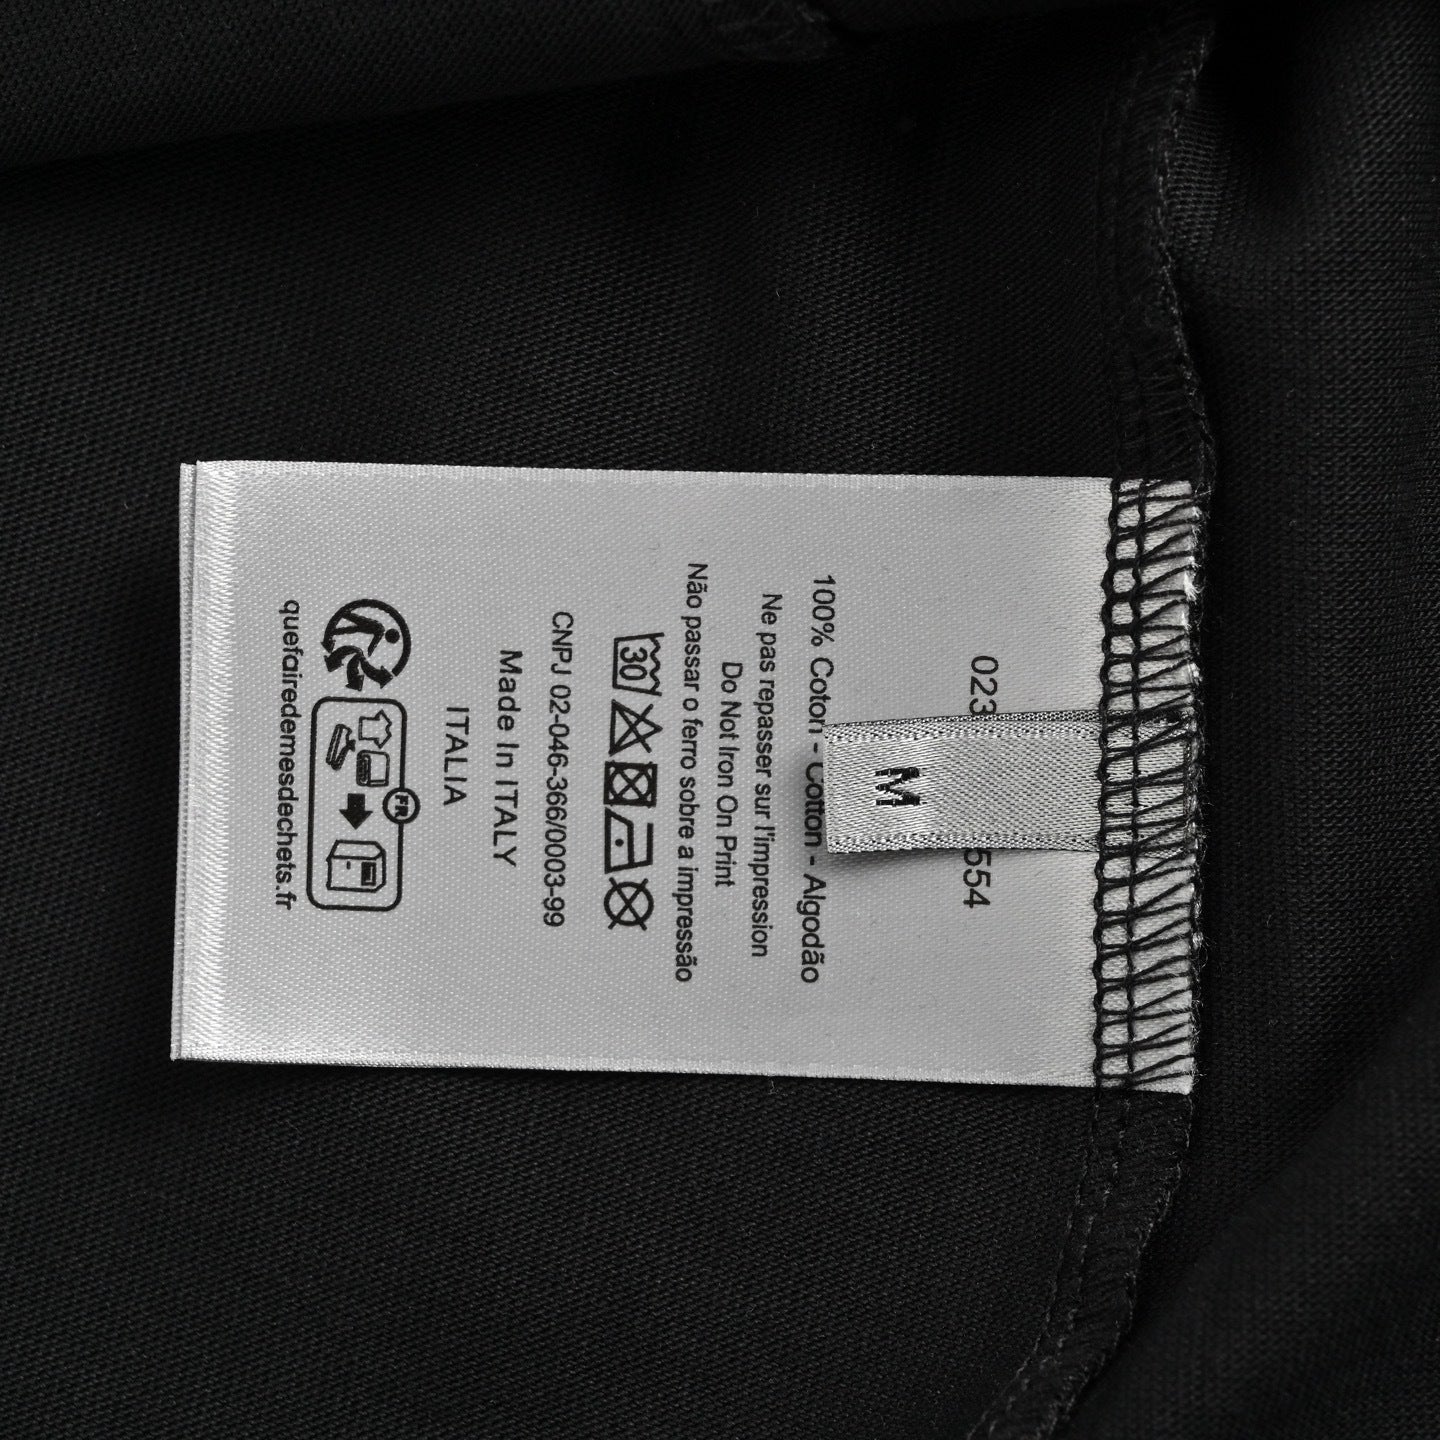 023 554
M
100% Coton - Cotton - Algodão
Ne pas repasser sur l'impression
Do Not Iron On Print
Não passar o ferro sobre a impressão
30
CNPJ 02-046-366/0003-99
Made In ITALY
ITALIA
FR
quefairedemesdechets.fr